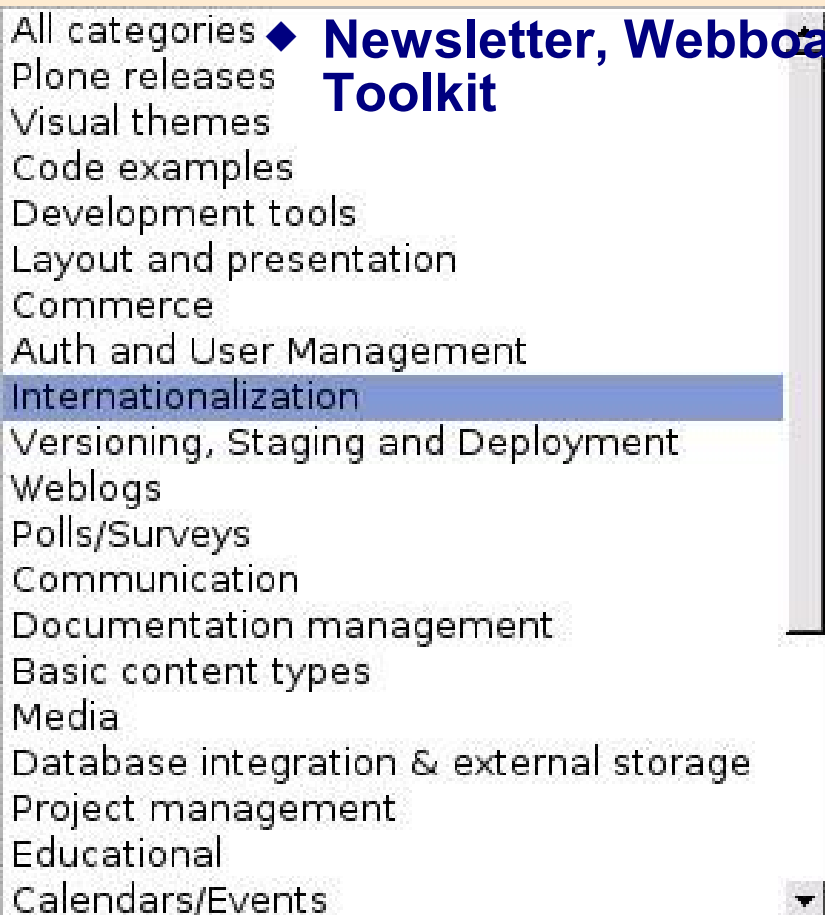 All categories
◆ Newsletter, Webboa
Toolkit
Plone releases
Visual themes
Code examples
Development tools
Layout and presentation
Commerce
Auth and User Management
Internationalization
Versioning, Staging and Deployment
Weblogs
Polls/Surveys
Communication
Documentation management
Basic content types
Media
Database integration & external storage
Project management
Educational
Calendars/Events